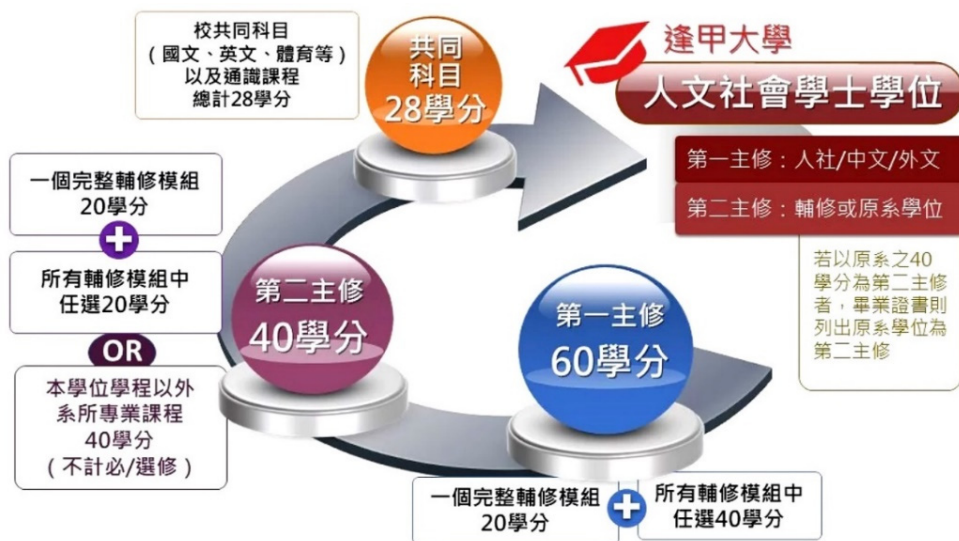 校共同科目
（國文、英文、體育等）
以及通識課程
總計28學分
共同
科目
28學分
逢甲大學
人文社會學士學位
第一主修：人社/中文/外文
第二主修：輔修或原系學位
若以原系之40
學分為第二主修
者，畢業證書則
列出原系學位為
第二主修
一個完整輔修模組
20學分
+
所有輔修模組中
任選20學分
OR
本學位學程以外
系所專業課程
40學分
（不計必/選修）
第二主修
40學分
第一主修
60學分
一個完整輔修模組
20學分
+
所有輔修模組中
任選40學分